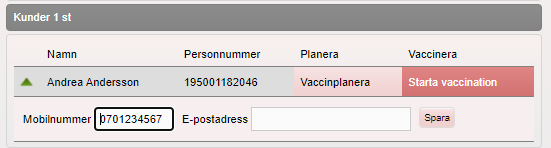 Kunder 1 st
Namn Personnummer Planera Vaccinera
Andrea Andersson 195001182046 Vaccinplanera Starta vaccination
Mobilnummer 0701234567 E-postadress Spara